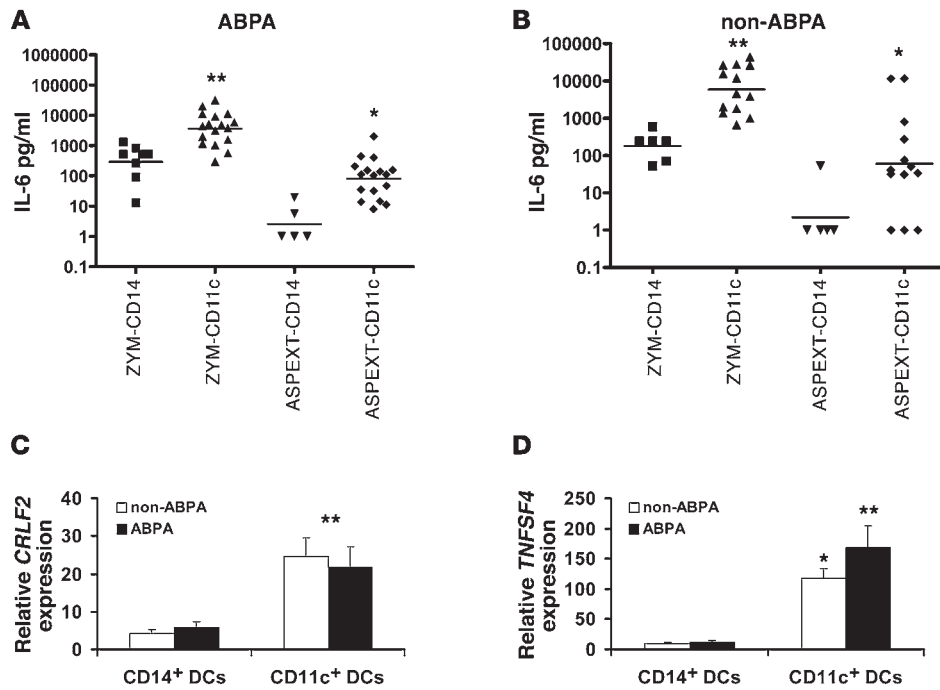 A
ABPA
IL-6 pg/ml
1000000
100000
10000
1000
100
10
1
0.1
**
*
ZYM-CD14
ZYM-CD11c
ASPEXT-CD14
ASPEXT-CD11c
B
non-ABPA
IL-6 pg/ml
100000
10000
1000
100
10
1
0.1
**
*
ZYM-CD14
ZYM-CD11c
ASPEXT-CD14
ASPEXT-CD11c
C
Relative CRLF2
expression
40
30
20
10
0
non-ABPA
ABPA
**
CD14+ DCs
CD11c+ DCs
D
Relative TNFSF4
expression
250
200
150
100
50
0
non-ABPA
ABPA
*
**
CD14+ DCs
CD11c+ DCs